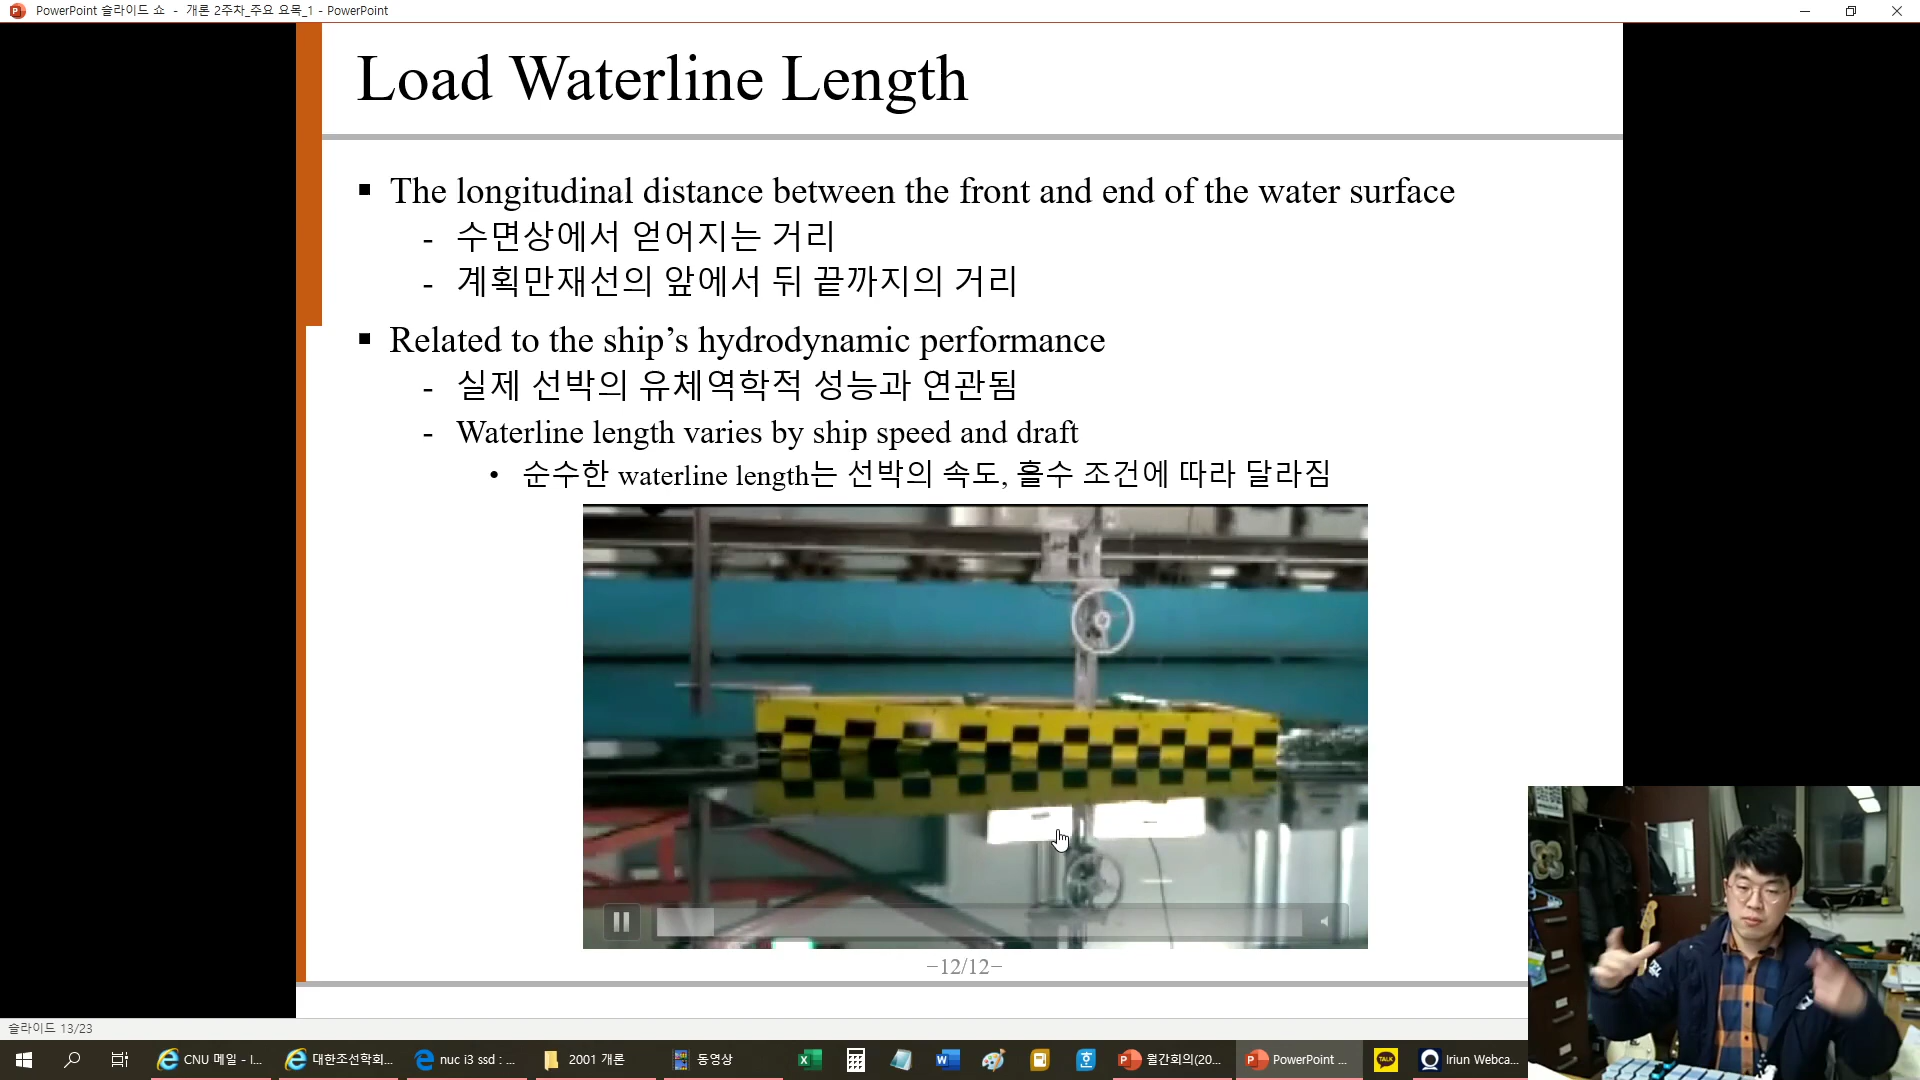 PowerPoint 슬라이드 쇼 - 개론 2주차_주요 요목_1 - PowerPoint
Load Waterline Length
▪ The longitudinal distance between the front and end of the water surface
- 수면상에서 얻어지는 거리
- 계획만재선의 앞에서 뒤 끝까지의 거리
▪ Related to the ship’s hydrodynamic performance
- 실제 선박의 유체역학적 성능과 연관됨
- Waterline length varies by ship speed and draft
• 순수한 waterline length는 선박의 속도, 흘수 조건에 따라 달라짐
−12/12−
슬라이드 13/23
CNU 메일 - I...
대한조선학회...
nuc i3 ssd : ...
2001 개론
동영상
월간회의(20...
PowerPoint ...
TALK
Iriun Webca...